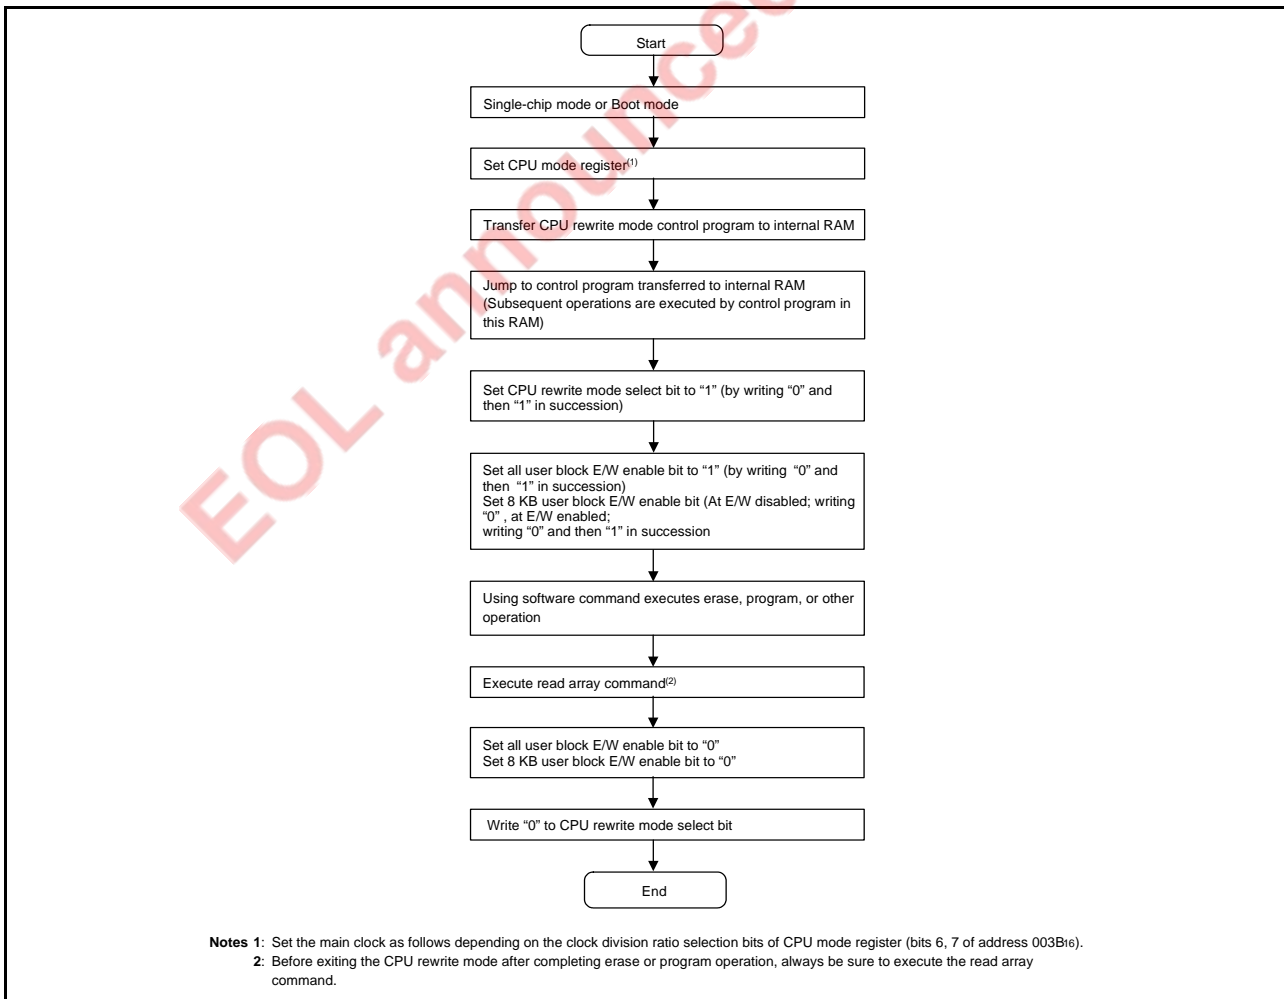 Start
Single-chip mode or Boot mode
Set CPU mode register(1)
Transfer CPU rewrite mode control program to internal RAM
Jump to control program transferred to internal RAM
(Subsequent operations are executed by control program in
this RAM)
Set CPU rewrite mode select bit to “1” (by writing “0” and
then “1” in succession)
Set all user block E/W enable bit to “1” (by writing “0” and
then “1” in succession)
Set 8 KB user block E/W enable bit (At E/W disabled; writing
“0” , at E/W enabled;
writing “0” and then “1” in succession
Using software command executes erase, program, or other
operation
Execute read array command(2)
Set all user block E/W enable bit to “0”
Set 8 KB user block E/W enable bit to “0”
Write “0” to CPU rewrite mode select bit
End
Notes 1: Set the main clock as follows depending on the clock division ratio selection bits of CPU mode register (bits 6, 7 of address 003B16).
2: Before exiting the CPU rewrite mode after completing erase or program operation, always be sure to execute the read array
command.
EOL announced